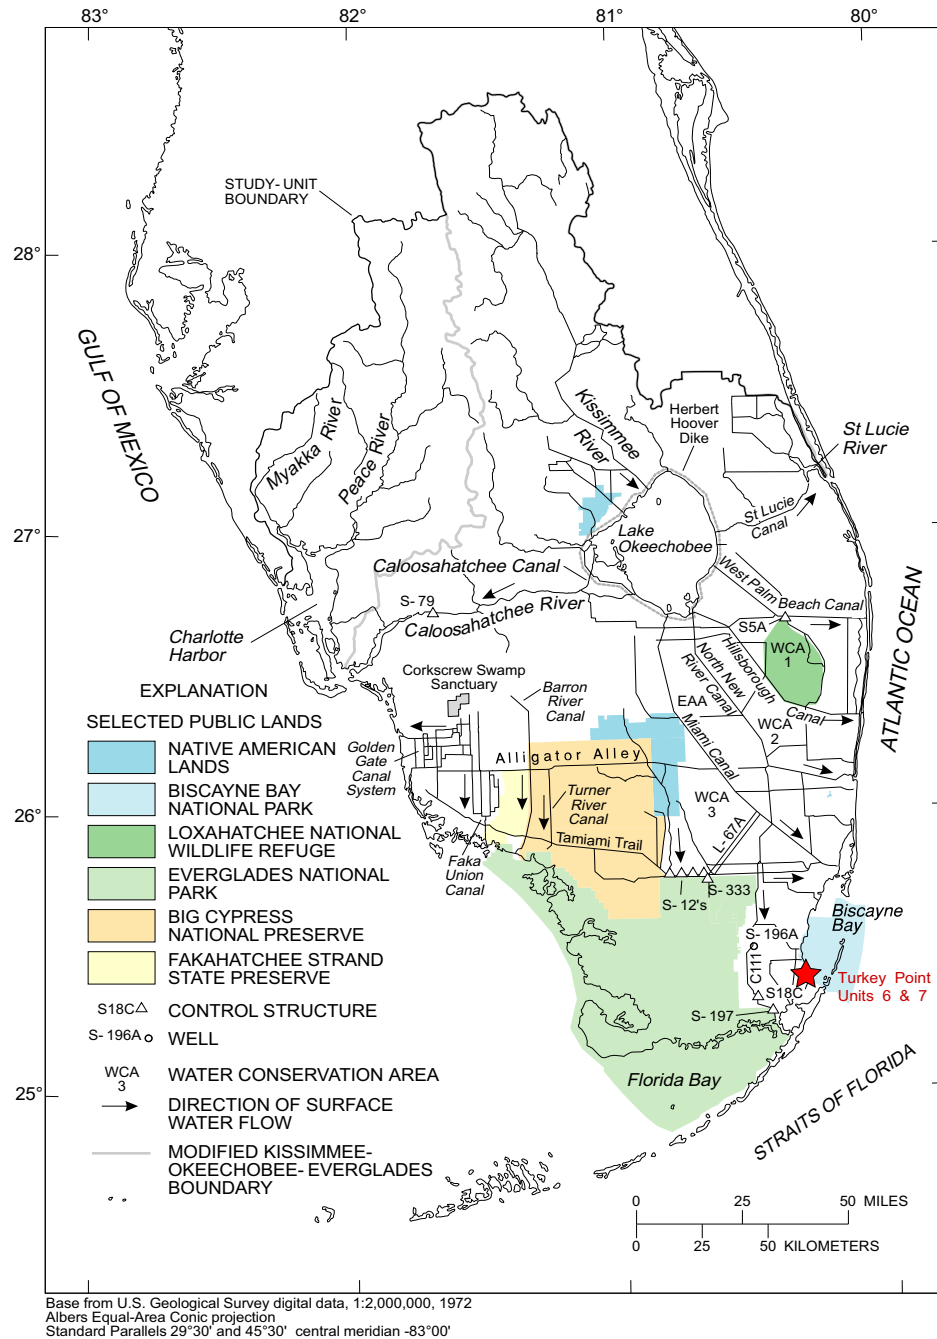 83°
82°
81°
80°
28°
27°
26°
25°
STUDY- UNIT
BOUNDARY
GULF OF MEXICO
Myakka River
Peace River
Kissimmee
River
Herbert
Hoover
Dike
St Lucie
River
St Lucie
Canal
Lake
Okeechobee
Caloosahatchee Canal
West Palm
Beach Canal
S- 79
Caloosahatchee River
S5A
Charlotte
Harbor
WCA
1
Hillsborough
Canal
North New
River Canal
ATLANTIC OCEAN
Corkscrew Swamp
Sanctuary
Barron
River
Canal
EAA
Miami Canal
WCA
2
Golden
Gate
Canal
System
Alligator Alley
Turner
River
Canal
WCA
3
L- 67A
Tamiami Trail
Faka
Union
Canal
S- 12's
S- 333
Biscayne
Bay
S- 196A
C111
S18C
Turkey Point
Units 6 & 7
S- 197
Florida Bay
STRAITS OF FLORIDA
EXPLANATION
SELECTED PUBLIC LANDS
NATIVE AMERICAN
LANDS
BISCAYNE BAY
NATIONAL PARK
LOXAHATCHEE NATIONAL
WILDLIFE REFUGE
EVERGLADES NATIONAL
PARK
BIG CYPRESS
NATIONAL PRESERVE
FAKAHATCHEE STRAND
STATE PRESERVE
S18C CONTROL STRUCTURE
S- 196A WELL
WCA
3
WATER CONSERVATION AREA
DIRECTION OF SURFACE
WATER FLOW
MODIFIED KISSIMMEE-
OKEECHOBEE- EVERGLADES
BOUNDARY
0 25 50 MILES
0 25 50 KILOMETERS
Base from U.S. Geological Survey digital data, 1:2,000,000, 1972
Albers Equal-Area Conic projection
Standard Parallels 29°30' and 45°30' central meridian -83°00'